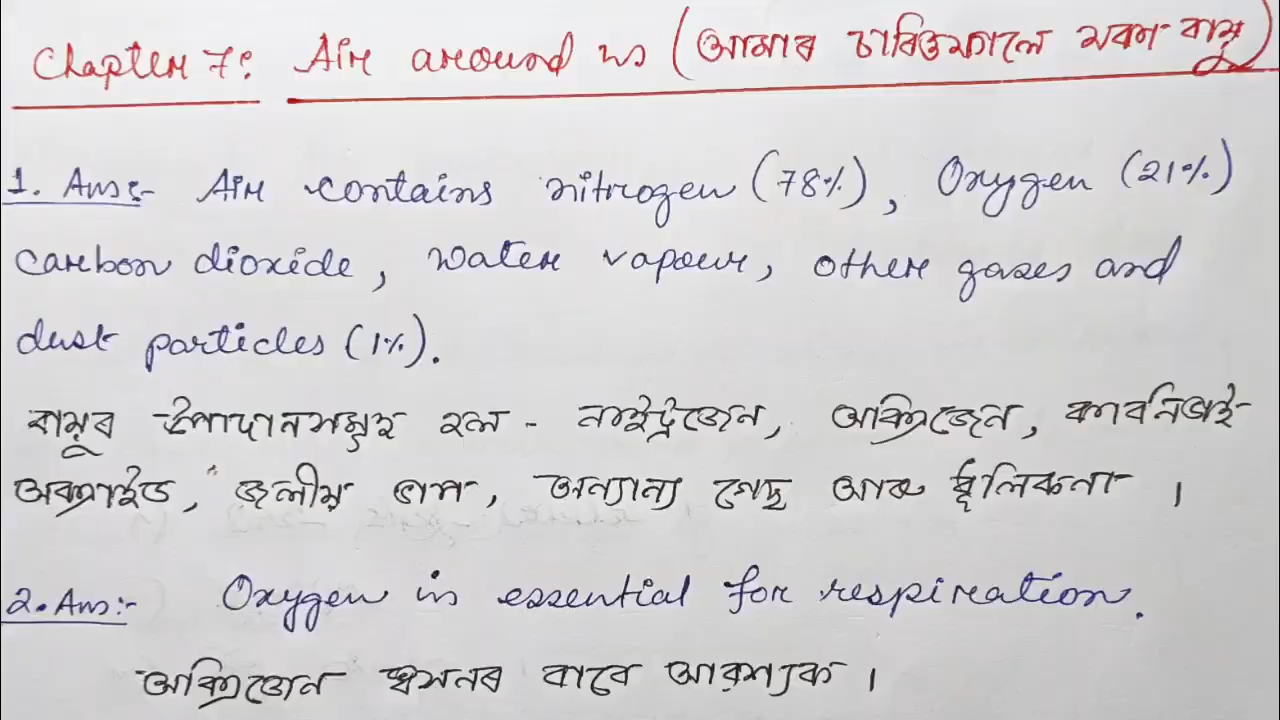 Chapter 7: Air around us (আমাৰ চাৰিওফালে থকা বায়ু)
1. Ans:- Air contains nitrogen (78%), Oxygen (21%)
carbon dioxide, water vapour, other gases and
dust particles (1%).
বায়ুৰ উপাদানসমূহ হল - নাইট্ৰজেন, অক্সিজেন, কাৰ্বনডাই-
অক্সাইড, জলীয় ভাপ, অন্যান্য গেছ আৰু ধূলিকনা ।
2. Ans:- Oxygen is essential for respiration.
অক্সিজেন শ্বসনৰ বাবে আৱশ্যক ।